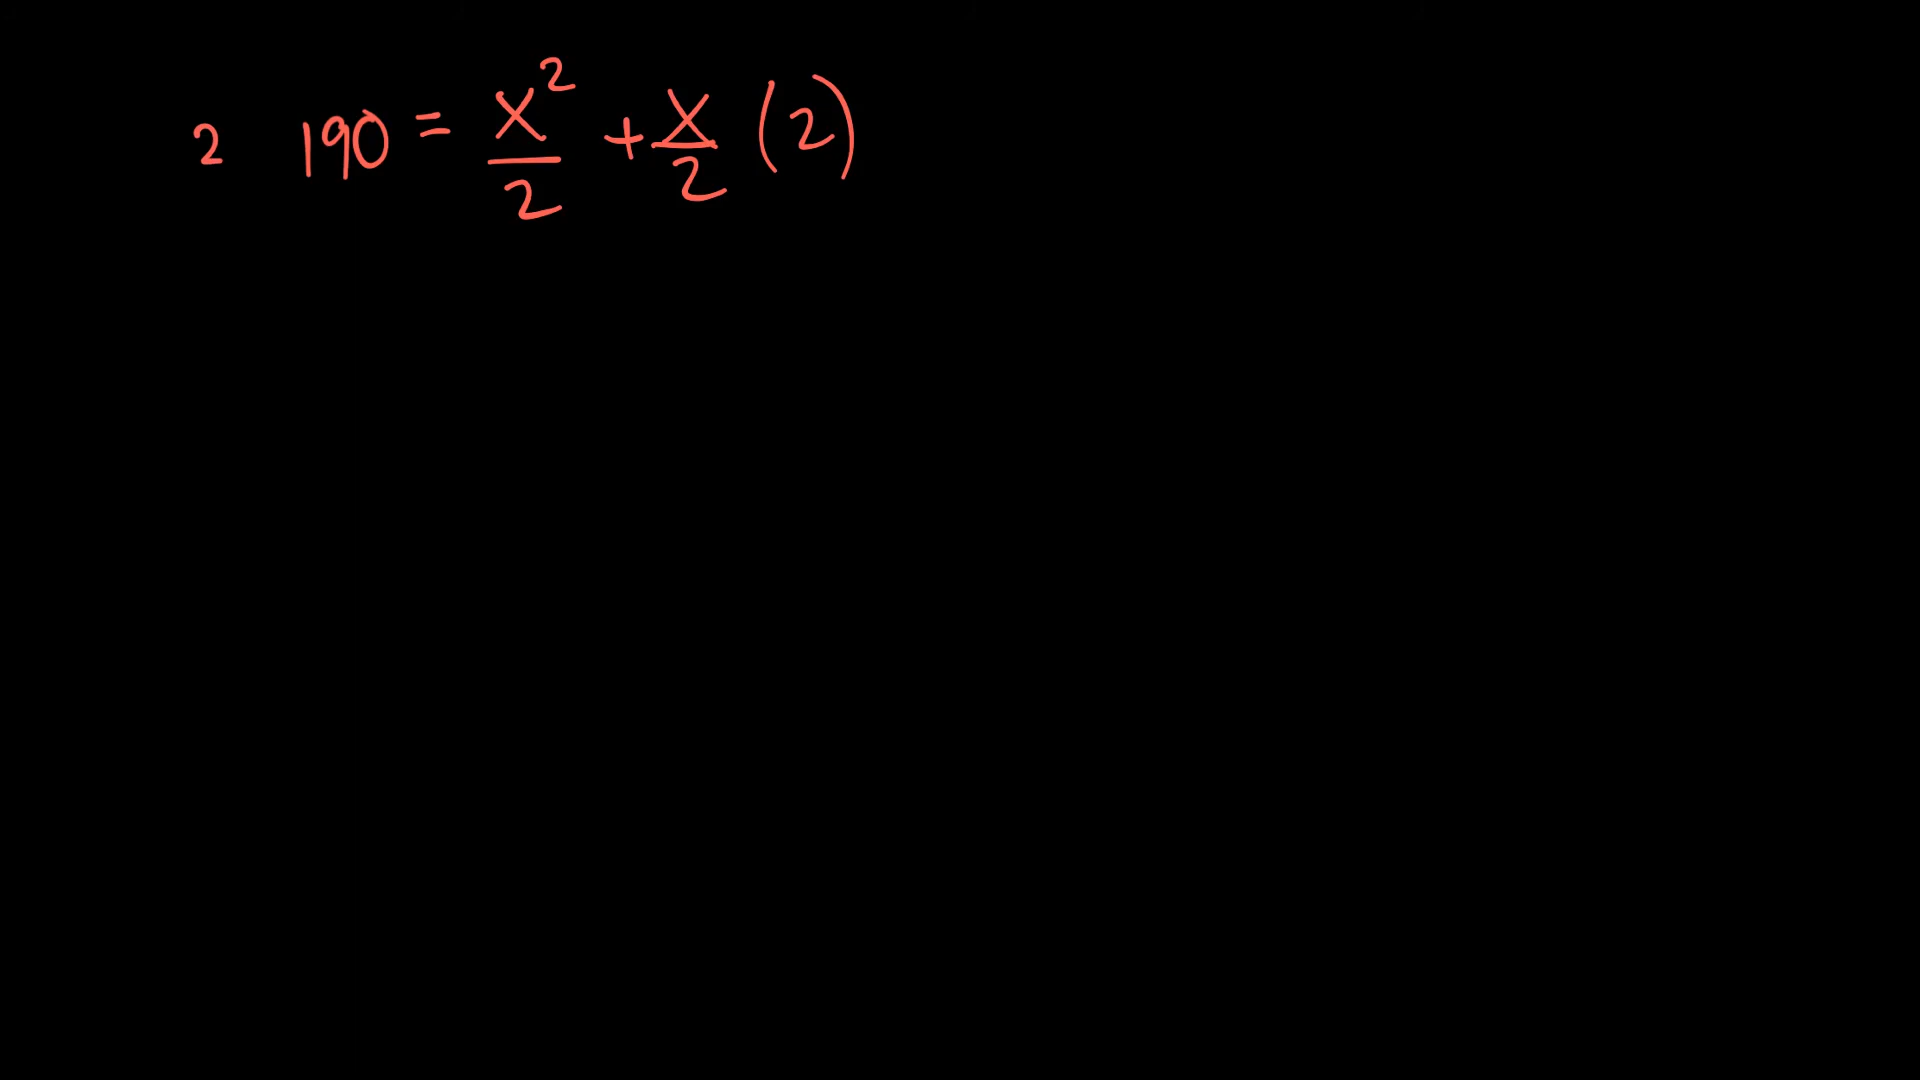 2 190 = x²/2 + x/2 (2)